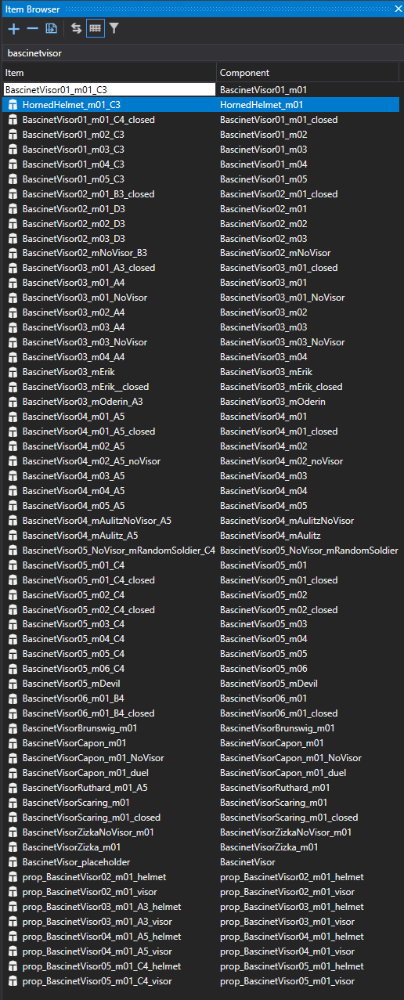 Item Browser
bascinetvisor
Item Component
BascinetVisor01_m01_C3 BascinetVisor01_m01
HornedHelmet_m01_C3 HornedHelmet_m01
BascinetVisor01_m01_C4_closed BascinetVisor01_m01_closed
BascinetVisor01_m02_C3 BascinetVisor01_m02
BascinetVisor01_m03_C3 BascinetVisor01_m03
BascinetVisor01_m04_C3 BascinetVisor01_m04
BascinetVisor01_m05_C3 BascinetVisor01_m05
BascinetVisor02_m01_B3_closed BascinetVisor02_m01_closed
BascinetVisor02_m01_D3 BascinetVisor02_m01
BascinetVisor02_m02_D3 BascinetVisor02_m02
BascinetVisor02_m03_D3 BascinetVisor02_m03
BascinetVisor02_mNoVisor_B3 BascinetVisor02_mNoVisor
BascinetVisor03_m01_A3_closed BascinetVisor03_m01_closed
BascinetVisor03_m01_A4 BascinetVisor03_m01
BascinetVisor03_m01_NoVisor BascinetVisor03_m01_NoVisor
BascinetVisor03_m02_A4 BascinetVisor03_m02
BascinetVisor03_m03_A4 BascinetVisor03_m03
BascinetVisor03_m03_NoVisor BascinetVisor03_m03_NoVisor
BascinetVisor03_m04_A4 BascinetVisor03_m04
BascinetVisor03_mErik BascinetVisor03_mErik
BascinetVisor03_mErik__closed BascinetVisor03_mErik_closed
BascinetVisor03_mOderin_A3 BascinetVisor03_mOderin
BascinetVisor04_m01_A5 BascinetVisor04_m01
BascinetVisor04_m01_A5_closed BascinetVisor04_m01_closed
BascinetVisor04_m02_A5 BascinetVisor04_m02
BascinetVisor04_m02_A5_noVisor BascinetVisor04_m02_noVisor
BascinetVisor04_m03_A5 BascinetVisor04_m03
BascinetVisor04_m04_A5 BascinetVisor04_m04
BascinetVisor04_m05_A5 BascinetVisor04_m05
BascinetVisor04_mAulitzNoVisor_A5 BascinetVisor04_mAulitzNoVisor
BascinetVisor04_mAulitz_A5 BascinetVisor04_mAulitz
BascinetVisor05_NoVisor_mRandomSoldier_C4 BascinetVisor05_NoVisor_mRandomSoldier
BascinetVisor05_m01_C4 BascinetVisor05_m01
BascinetVisor05_m01_C4_closed BascinetVisor05_m01_closed
BascinetVisor05_m02_C4 BascinetVisor05_m02
BascinetVisor05_m02_C4_closed BascinetVisor05_m02_closed
BascinetVisor05_m03_C4 BascinetVisor05_m03
BascinetVisor05_m04_C4 BascinetVisor05_m04
BascinetVisor05_m05_C4 BascinetVisor05_m05
BascinetVisor05_m06_C4 BascinetVisor05_m06
BascinetVisor05_mDevil BascinetVisor05_mDevil
BascinetVisor06_m01_B4 BascinetVisor06_m01
BascinetVisor06_m01_B4_closed BascinetVisor06_m01_closed
BascinetVisorBrunswig_m01 BascinetVisorBrunswig_m01
BascinetVisorCapon_m01 BascinetVisorCapon_m01
BascinetVisorCapon_m01_NoVisor BascinetVisorCapon_m01_NoVisor
BascinetVisorCapon_m01_duel BascinetVisorCapon_m01_duel
BascinetVisorRuthard_m01_A5 BascinetVisorRuthard_m01
BascinetVisorScaring_m01 BascinetVisorScaring_m01
BascinetVisorScaring_m01_closed BascinetVisorScaring_m01_closed
BascinetVisorZizkaNoVisor_m01 BascinetVisorZizkaNoVisor_m01
BascinetVisorZizka_m01 BascinetVisorZizka_m01
BascinetVisor_placeholder BascinetVisor
prop_BascinetVisor02_m01_helmet prop_BascinetVisor02_m01_helmet
prop_BascinetVisor02_m01_visor prop_BascinetVisor02_m01_visor
prop_BascinetVisor03_m01_A3_helmet prop_BascinetVisor03_m01_helmet
prop_BascinetVisor03_m01_A3_visor prop_BascinetVisor03_m01_visor
prop_BascinetVisor04_m01_A5_helmet prop_BascinetVisor04_m01_helmet
prop_BascinetVisor04_m01_A5_visor prop_BascinetVisor04_m01_visor
prop_BascinetVisor05_m01_C4_helmet prop_BascinetVisor05_m01_helmet
prop_BascinetVisor05_m01_C4_visor prop_BascinetVisor05_m01_visor